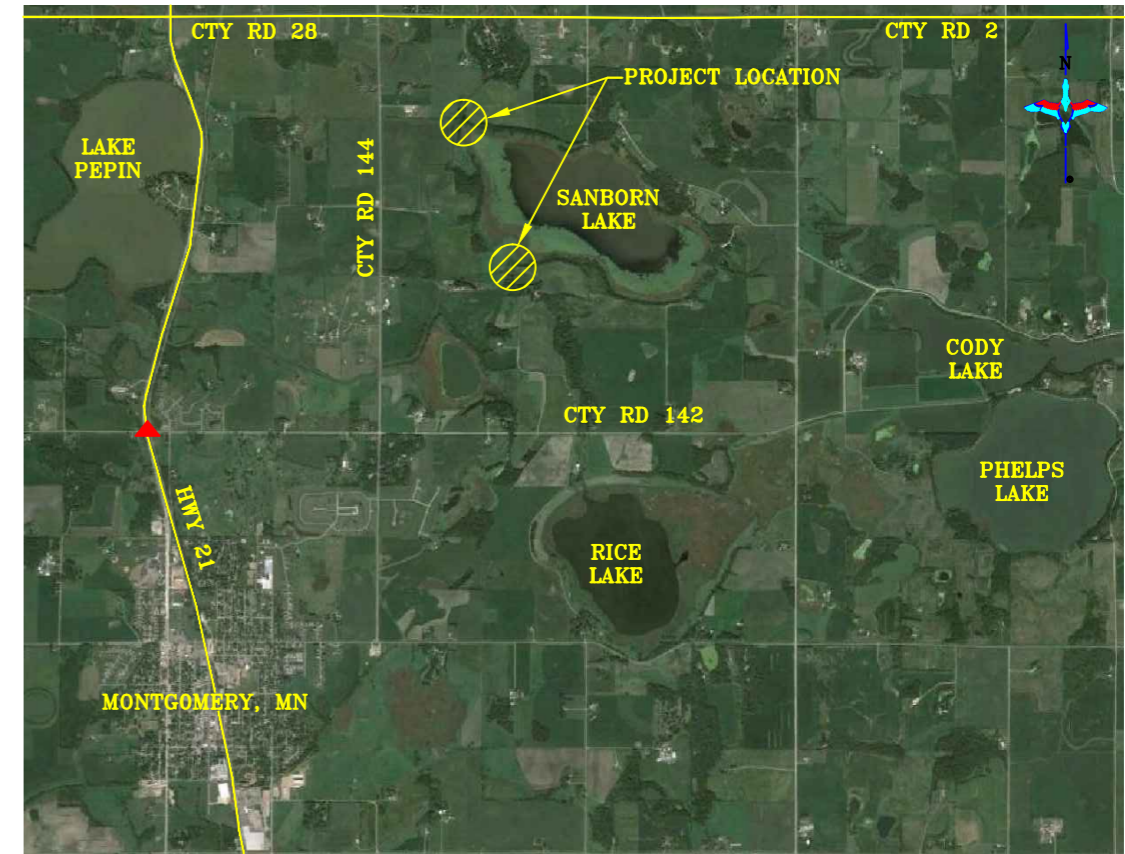 CTY RD 28
CTY RD 2
N
PROJECT LOCATION
LAKE
PEPIN
CTY RD 144
SANBORN
LAKE
CODY
LAKE
CTY RD 142
PHELPS
LAKE
HWY 21
RICE
LAKE
MONTGOMERY, MN